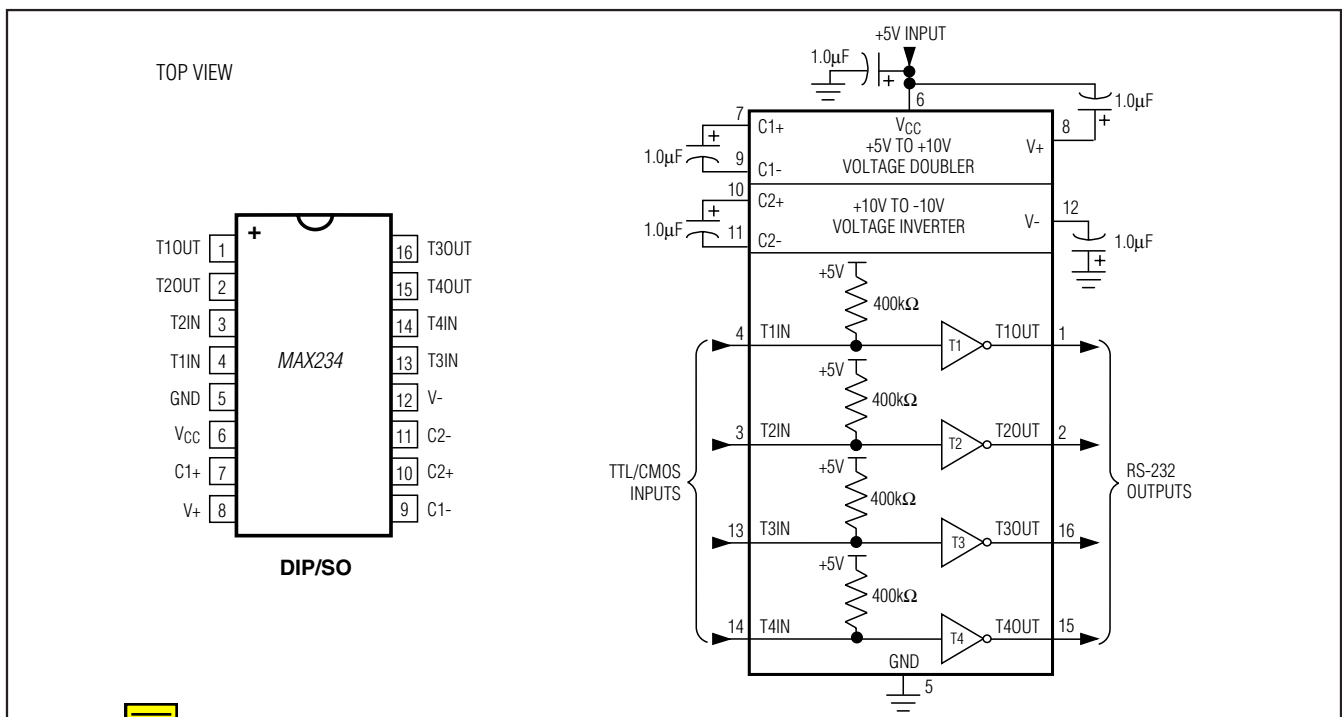 TOP VIEW
+
MAX234
T1OUT 1
T2OUT 2
T2IN 3
T1IN 4
GND 5
VCC 6
C1+ 7
V+ 8
16 T3OUT
15 T4OUT
14 T4IN
13 T3IN
12 V-
11 C2-
10 C2+
9 C1-
DIP/SO
+5V INPUT
1.0μF
+
6
1.0μF
+
7
C1+
VCC
+5V TO +10V
VOLTAGE DOUBLER
V+
8
1.0μF
+
9
C1-
10
C2+
+10V TO -10V
VOLTAGE INVERTER
V-
12
1.0μF
+
11
C2-
1.0μF
+
+5V
400kΩ
4 T1IN T1 T1OUT 1
+5V
400kΩ
3 T2IN T2 T2OUT 2
+5V
400kΩ
13 T3IN T3 T3OUT 16
+5V
400kΩ
14 T4IN T4 T4OUT 15
TTL/CMOS
INPUTS
RS-232
OUTPUTS
GND
5